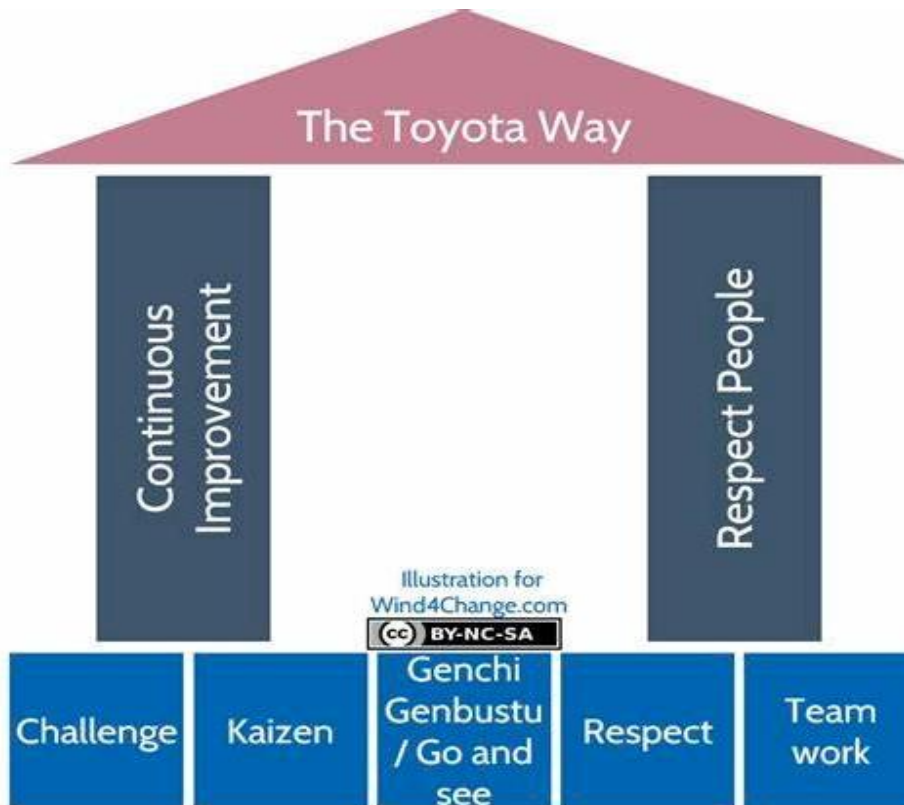 The Toyota Way
Continuous
Improvement
Respect People
Illustration for
Wind4Change.com
cc BY-NC-SA
Challenge
Kaizen
Genchi
Genbustu
/ Go and
see
Respect
Team
work